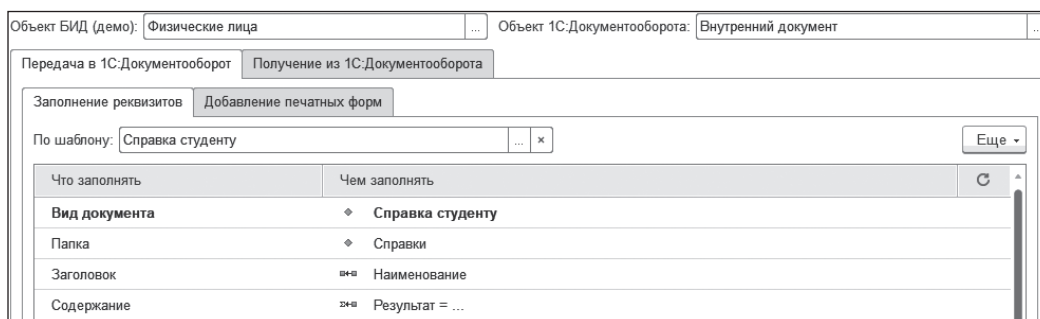 Объект БИД (демо): Физические лица ... Объект 1С:Документооборота: Внутренний документ ...
Передача в 1С:Документооборот Получение из 1С:Документооборота
Заполнение реквизитов Добавление печатных форм
По шаблону: Справка студенту ... × Еще
Что заполнять Чем заполнять
Вид документа Справка студенту
Папка Справки
Заголовок Наименование
Содержание Результат = ...